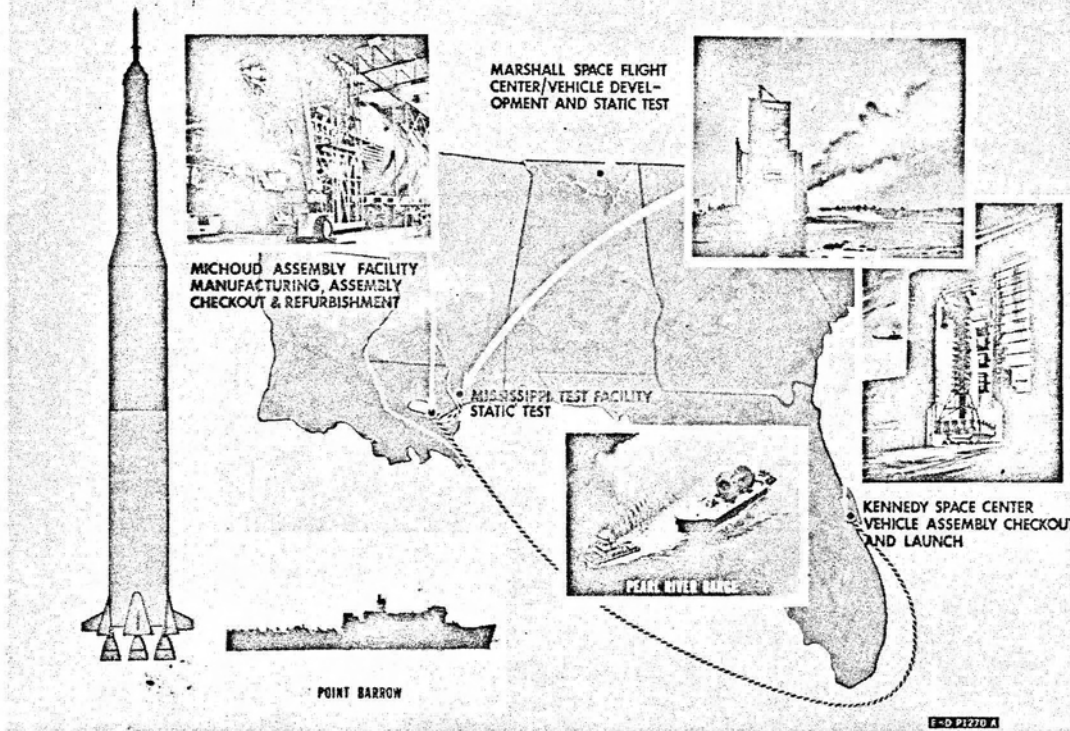 MARSHALL SPACE FLIGHT
CENTER/VEHICLE DEVEL-
OPMENT AND STATIC TEST
MICHOUD ASSEMBLY FACILITY
MANUFACTURING, ASSEMBLY
CHECKOUT & REFURBISHMENT
MISSISSIPPI TEST FACILITY
STATIC TEST
PEARL RIVER BARGE
KENNEDY SPACE CENTER
VEHICLE ASSEMBLY CHECKOUT
AND LAUNCH
POINT BARROW
P1270 A